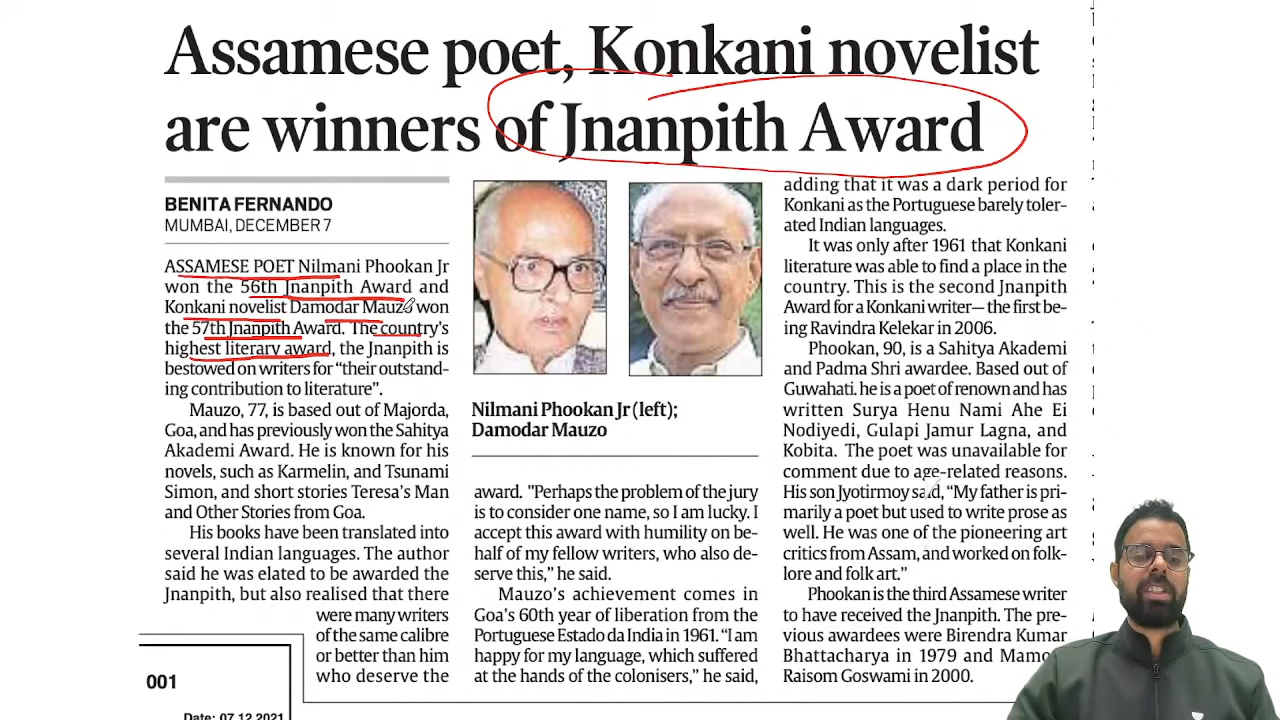 Assamese poet, Konkani novelist
are winners of Jnanpith Award
BENITA FERNANDO
MUMBAI, DECEMBER 7
ASSAMESE POET Nilmani Phookan Jr
won the 56th Jnanpith Award and
Konkani novelist Damodar Mauzo won
the 57th Jnanpith Award. The country's
highest literary award, the Jnanpith is
bestowed on writers for "their outstand-
ing contribution to literature".
Mauzo, 77, is based out of Majorda,
Goa, and has previously won the Sahitya
Akademi Award. He is known for his
novels, such as Karmelin, and Tsunami
Simon, and short stories Teresa's Man
and Other Stories from Goa.
His books have been translated into
several Indian languages. The author
said he was elated to be awarded the
Jnanpith, but also realised that there
were many writers
of the same calibre
or better than him
who deserve the
Nilmani Phookan Jr (left);
Damodar Mauzo
award. "Perhaps the problem of the jury
is to consider one name, so I am lucky. I
accept this award with humility on be-
half of my fellow writers, who also de-
serve this," he said.
Mauzo's achievement comes in
Goa's 60th year of liberation from the
Portuguese Estado da India in 1961. "I am
happy for my language, which suffered
at the hands of the colonisers," he said,
adding that it was a dark period for
Konkani as the Portuguese barely toler-
ated Indian languages.
It was only after 1961 that Konkani
literature was able to find a place in the
country. This is the second Jnanpith
Award for a Konkani writer— the first be-
ing Ravindra Kelekar in 2006.
Phookan, 90, is a Sahitya Akademi
and Padma Shri awardee. Based out of
Guwahati. he is a poet of renown and has
written Surya Henu Nami Ahe Ei
Nodiyedi, Gulapi Jamur Lagna, and
Kobita. The poet was unavailable for
comment due to age-related reasons.
His son Jyotirmoy said, "My father is pri-
marily a poet but used to write prose as
well. He was one of the pioneering art
critics from Assam, and worked on folk-
lore and folk art."
Phookan is the third Assamese writer
to have received the Jnanpith. The pre-
vious awardees were Birendra Kumar
Bhattacharya in 1979 and
Raisom Goswami in 2000.
001
Date: 07.12.2021